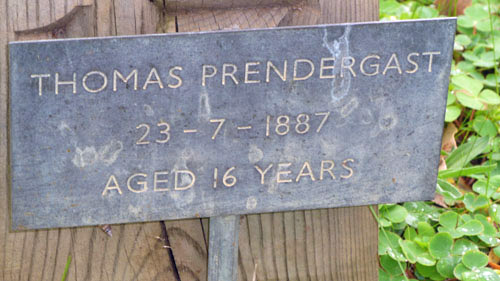 THOMAS PRENDERGAST
23-7-1887
AGED 16 YEARS